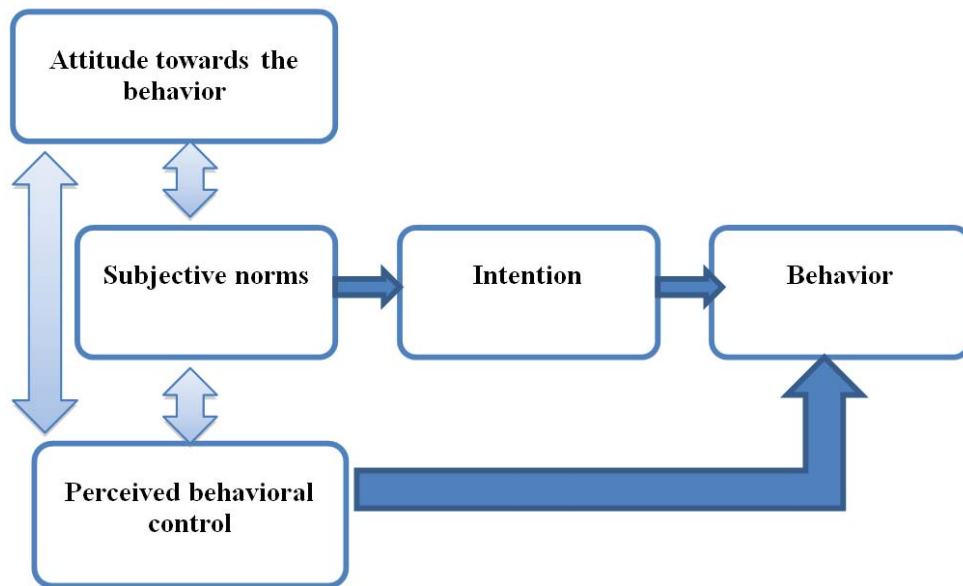 Attitude towards the
behavior
Subjective norms
Intention
Behavior
Perceived behavioral
control